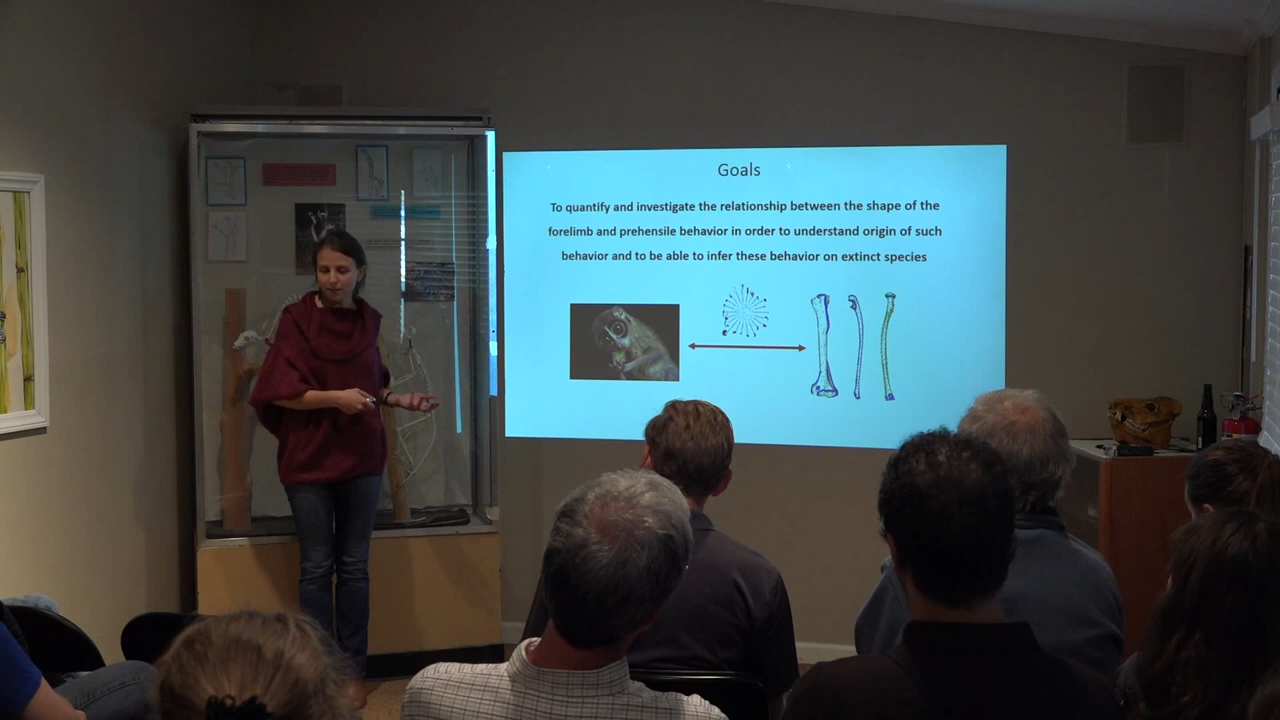 Goals
To quantify and investigate the relationship between the shape of the
forelimb and prehensile behavior in order to understand origin of such
behavior and to be able to infer these behavior on extinct species